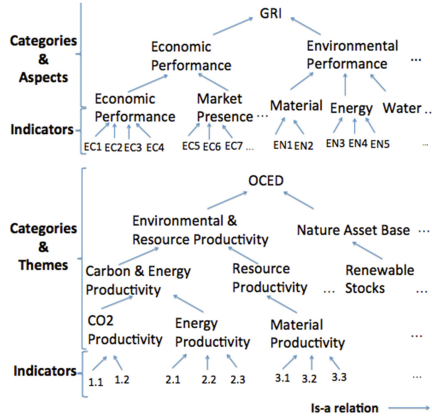 GRI
Categories
&
Aspects
Economic
Performance
Environmental
Performance
...
Economic
Performance
Market
Presence
...
Material
Energy
Water
..
Indicators
EC1 EC2 EC3 EC4
EC5 EC6 EC7 ...
EN1 EN2
EN3 EN4 EN5
...
OCED
Categories
&
Themes
Environmental &
Resource Productivity
Nature Asset Base
...
Carbon & Energy
Productivity
Resource
Productivity
...
Renewable
Stocks
...
CO2
Productivity
Energy
Productivity
Material
Productivity
...
Indicators
1.1 1.2
2.1 2.2 2.3
3.1 3.2 3.3
...
Is-a relation